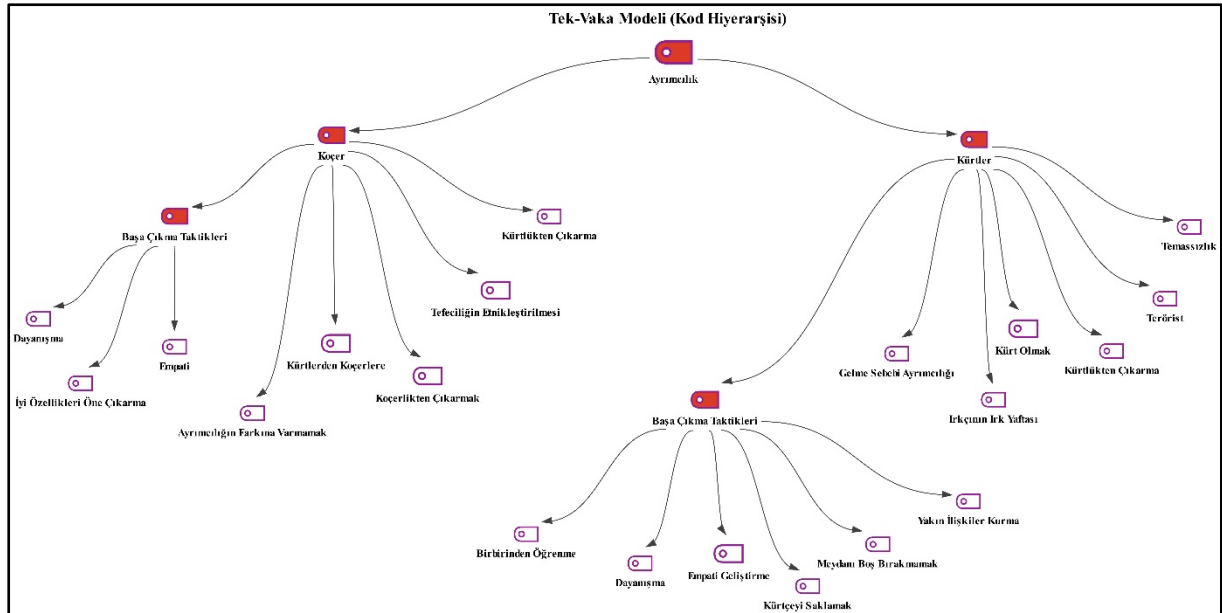 Tek-Vaka Modeli (Kod Hiyerarşisi)
Ayrımcılık
Koçer
Kürtler
Başa Çıkma Taktikleri
Kürtlükten Çıkarma
Temassızlık
Tefeciliğin Etnikleştirilmesi
Terörist
Dayanışma
Empati
Kürtlerden Koçerlere
Kürt Olmak
Gelme Sebebi Ayrımcılığı
Kürtlükten Çıkarma
İyi Özellikleri Öne Çıkarma
Koçerlikten Çıkarmak
Ayrımcılığın Farkına Varmamak
Irkçının Irk Yaftası
Başa Çıkma Taktikleri
Yakın İlişkiler Kurma
Birbirinden Öğrenme
Meydanı Boş Bırakmamak
Dayanışma
Empati Geliştirme
Kürtçeyi Saklamak